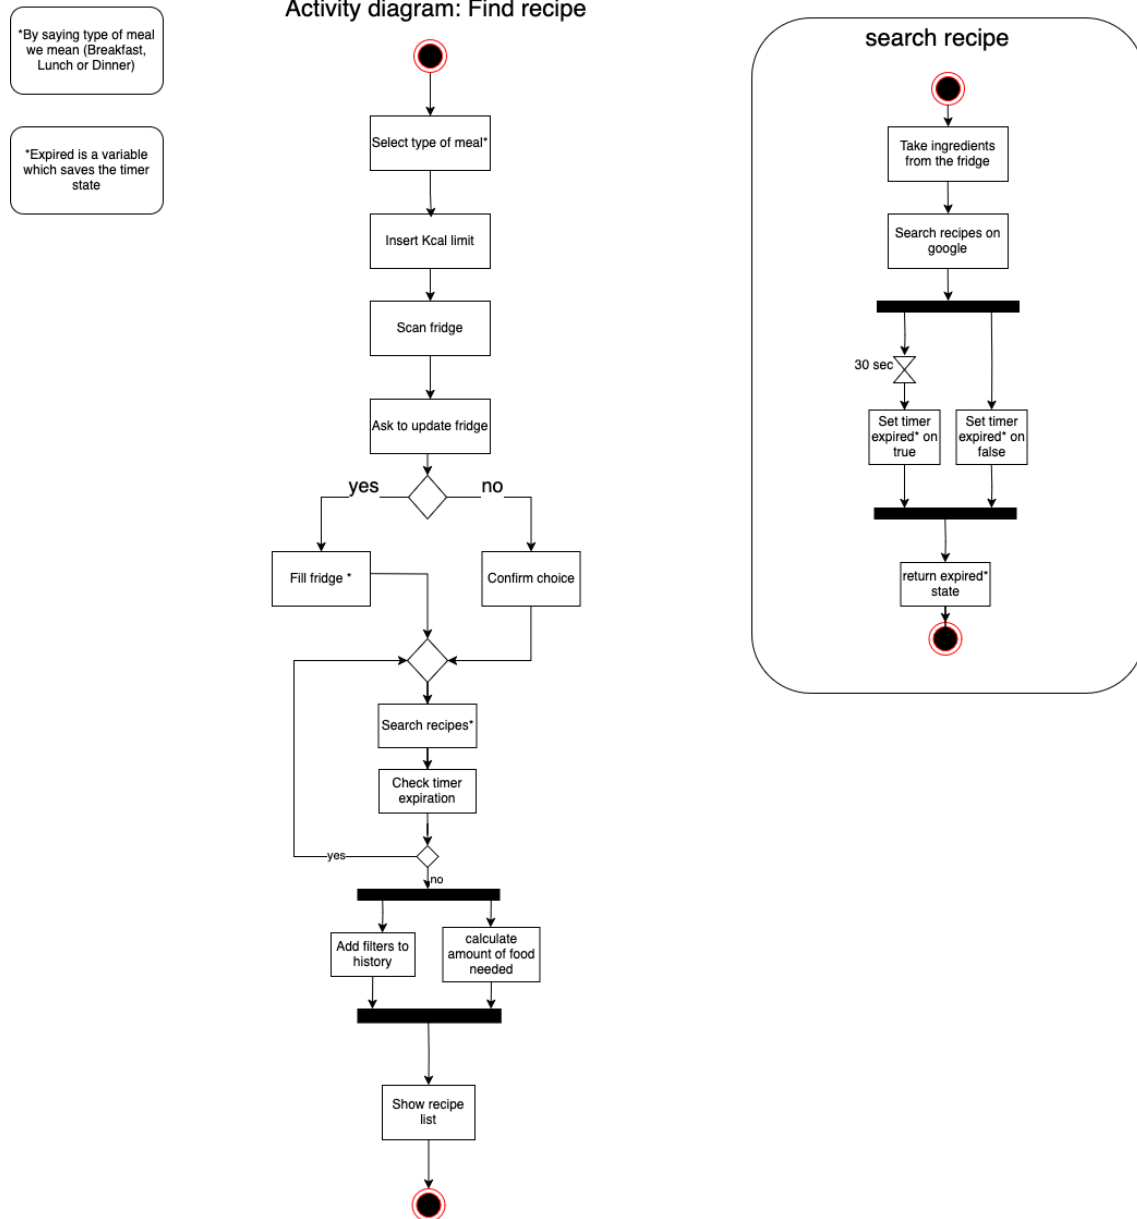 Activity diagram: Find recipe
*By saying type of meal
we mean (Breakfast,
Lunch or Dinner)
*Expired is a variable
which saves the timer
state
Select type of meal*
Insert Kcal limit
Scan fridge
Ask to update fridge
yes
no
Fill fridge *
Confirm choice
Search recipes*
Check timer
expiration
yes
no
Add filters to
history
calculate
amount of food
needed
Show recipe
list
search recipe
Take ingredients
from the fridge
Search recipes on
google
30 sec
Set timer
expired* on
true
Set timer
expired* on
false
return expired*
state